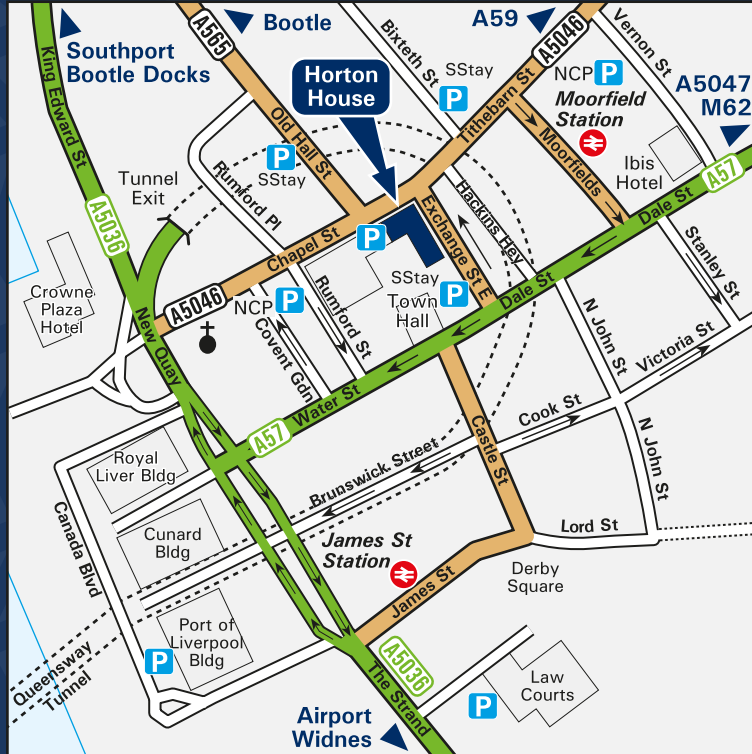 A565
Bootle
A59
A5046
Vernon St
Southport
Bootle Docks
King Edward St
Bixteth St
SStay
P
NCP P
Moorfield
Station
A5047
M62
Horton
House
Old Hall St
Tithebarn St
Moorfields
Ibis
Hotel
A57
Dale St
Tunnel
Exit
P
SStay
Rumford Pl
A5036
Chapel St
P
Exchange St E
Hackins Hey
Stanley St
Crowne
Plaza
Hotel
A5046
NCP P
SStay
P
Town
Hall
Dale St
New Quay
Covent Gdn
Rumford St
N John St
Victoria St
Water St
A57
Cook St
Castle St
N John St
Royal
Liver Bldg
Brunswick Street
Canada Blvd
Cunard
Bldg
James St
Station
Lord St
Derby
Square
James St
Port of
Liverpool
Bldg
P
Queensway
Tunnel
A5036
The Strand
Law
Courts
P
Airport
Widnes